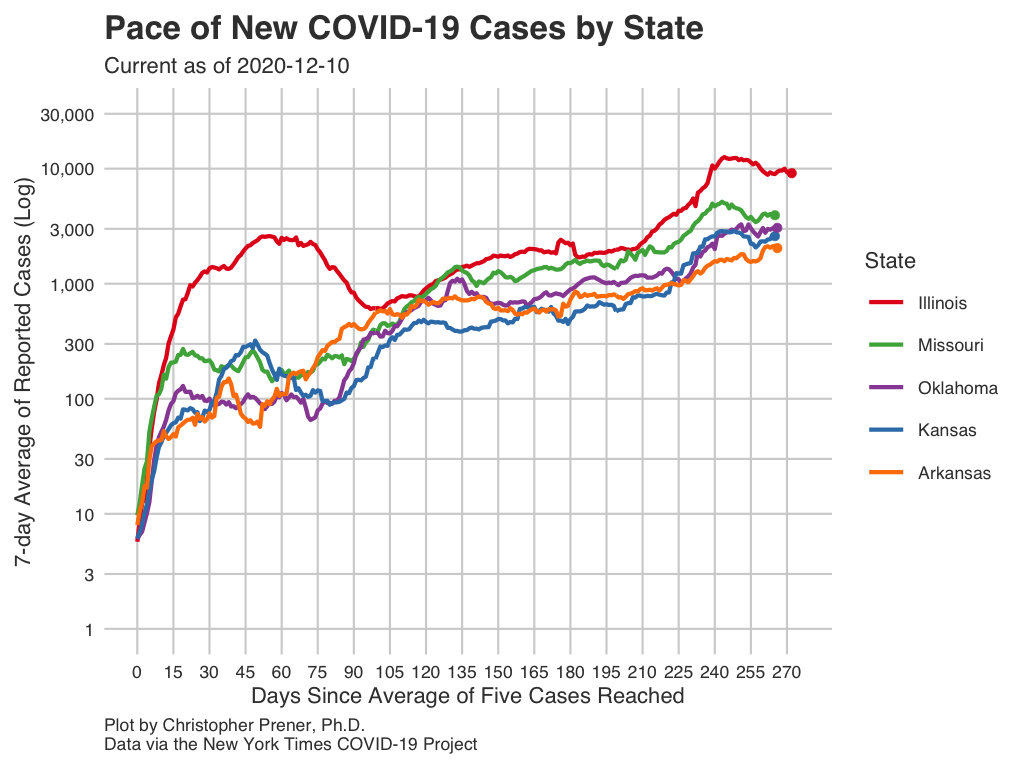 Pace of New COVID-19 Cases by State
Current as of 2020-12-10
7-day Average of Reported Cases (Log)
30,000
10,000
3,000
1,000
300
100
30
10
3
1
0 15 30 45 60 75 90 105 120 135 150 165 180 195 210 225 240 255 270
Days Since Average of Five Cases Reached
State
Illinois
Missouri
Oklahoma
Kansas
Arkansas
Plot by Christopher Prener, Ph.D.
Data via the New York Times COVID-19 Project